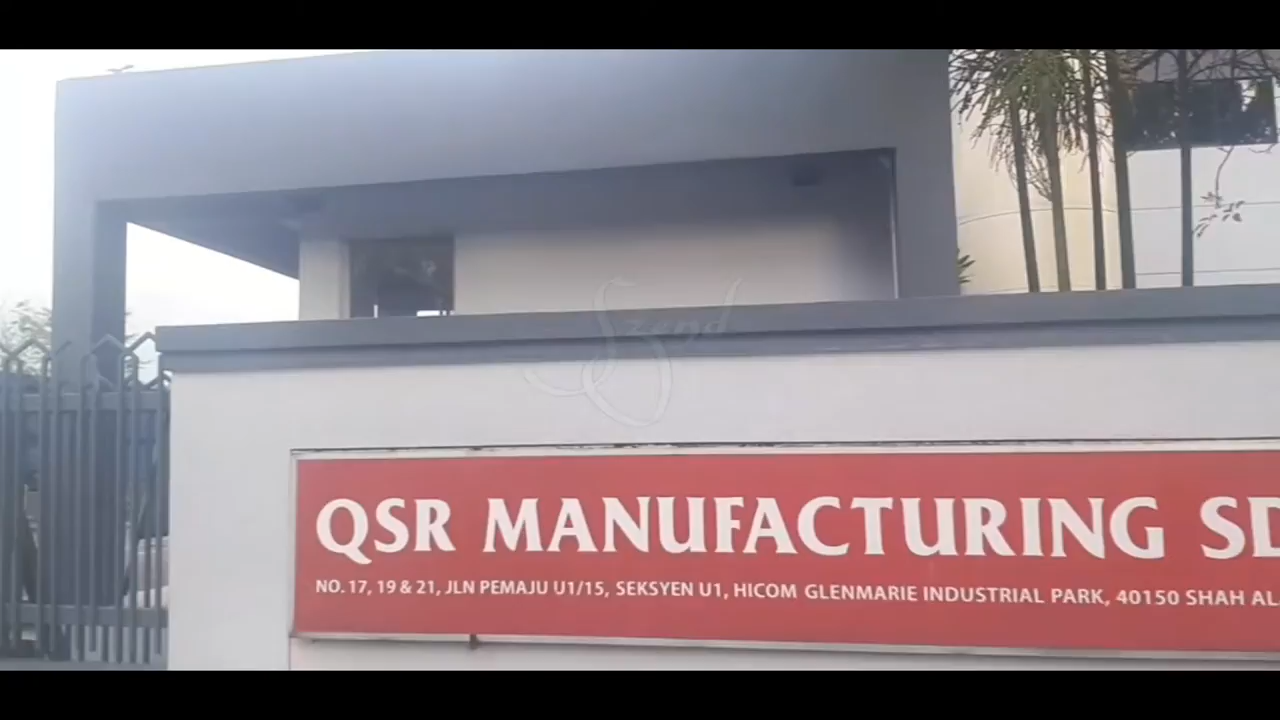 Szend
QSR MANUFACTURING SD
NO. 17, 19 & 21, JLN PEMAJU U1/15, SEKSYEN U1, HICOM GLENMARIE INDUSTRIAL PARK, 40150 SHAH AL